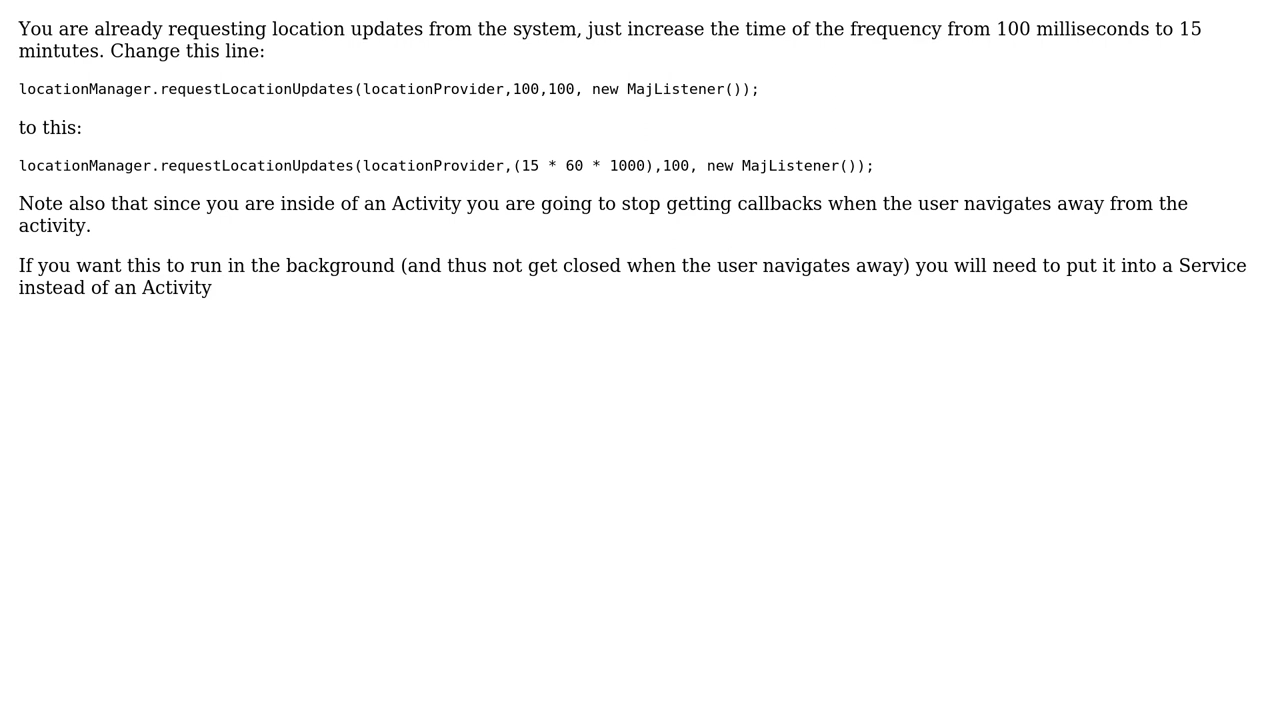 You are already requesting location updates from the system, just increase the time of the frequency from 100 milliseconds to 15
mintutes. Change this line:
locationManager.requestLocationUpdates(locationProvider,100,100, new MajListener());
to this:
locationManager.requestLocationUpdates(locationProvider,(15 * 60 * 1000),100, new MajListener());
Note also that since you are inside of an Activity you are going to stop getting callbacks when the user navigates away from the
activity.
If you want this to run in the background (and thus not get closed when the user navigates away) you will need to put it into a Service
instead of an Activity